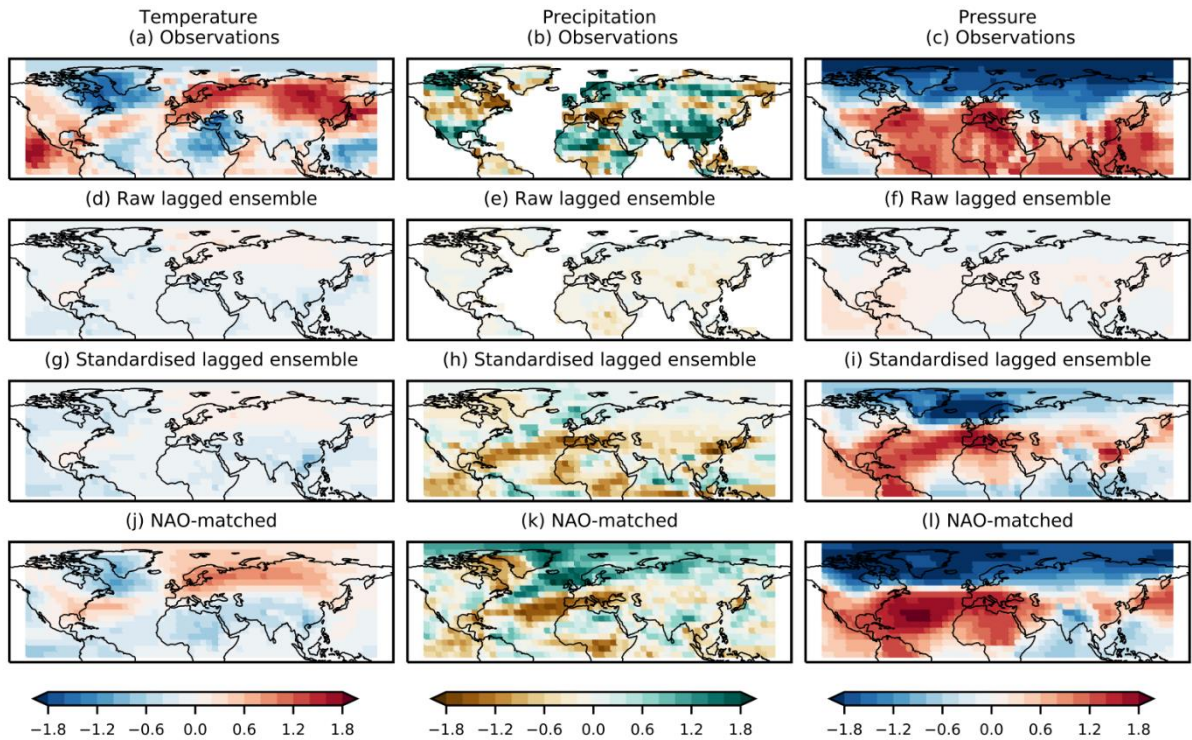 Temperature
(a) Observations
Precipitation
(b) Observations
Pressure
(c) Observations
(d) Raw lagged ensemble
(e) Raw lagged ensemble
(f) Raw lagged ensemble
(g) Standardised lagged ensemble
(h) Standardised lagged ensemble
(i) Standardised lagged ensemble
(j) NAO-matched
(k) NAO-matched
(l) NAO-matched
−1.8 −1.2 −0.6 0.0 0.6 1.2 1.8
−1.8 −1.2 −0.6 0.0 0.6 1.2 1.8
−1.8 −1.2 −0.6 0.0 0.6 1.2 1.8